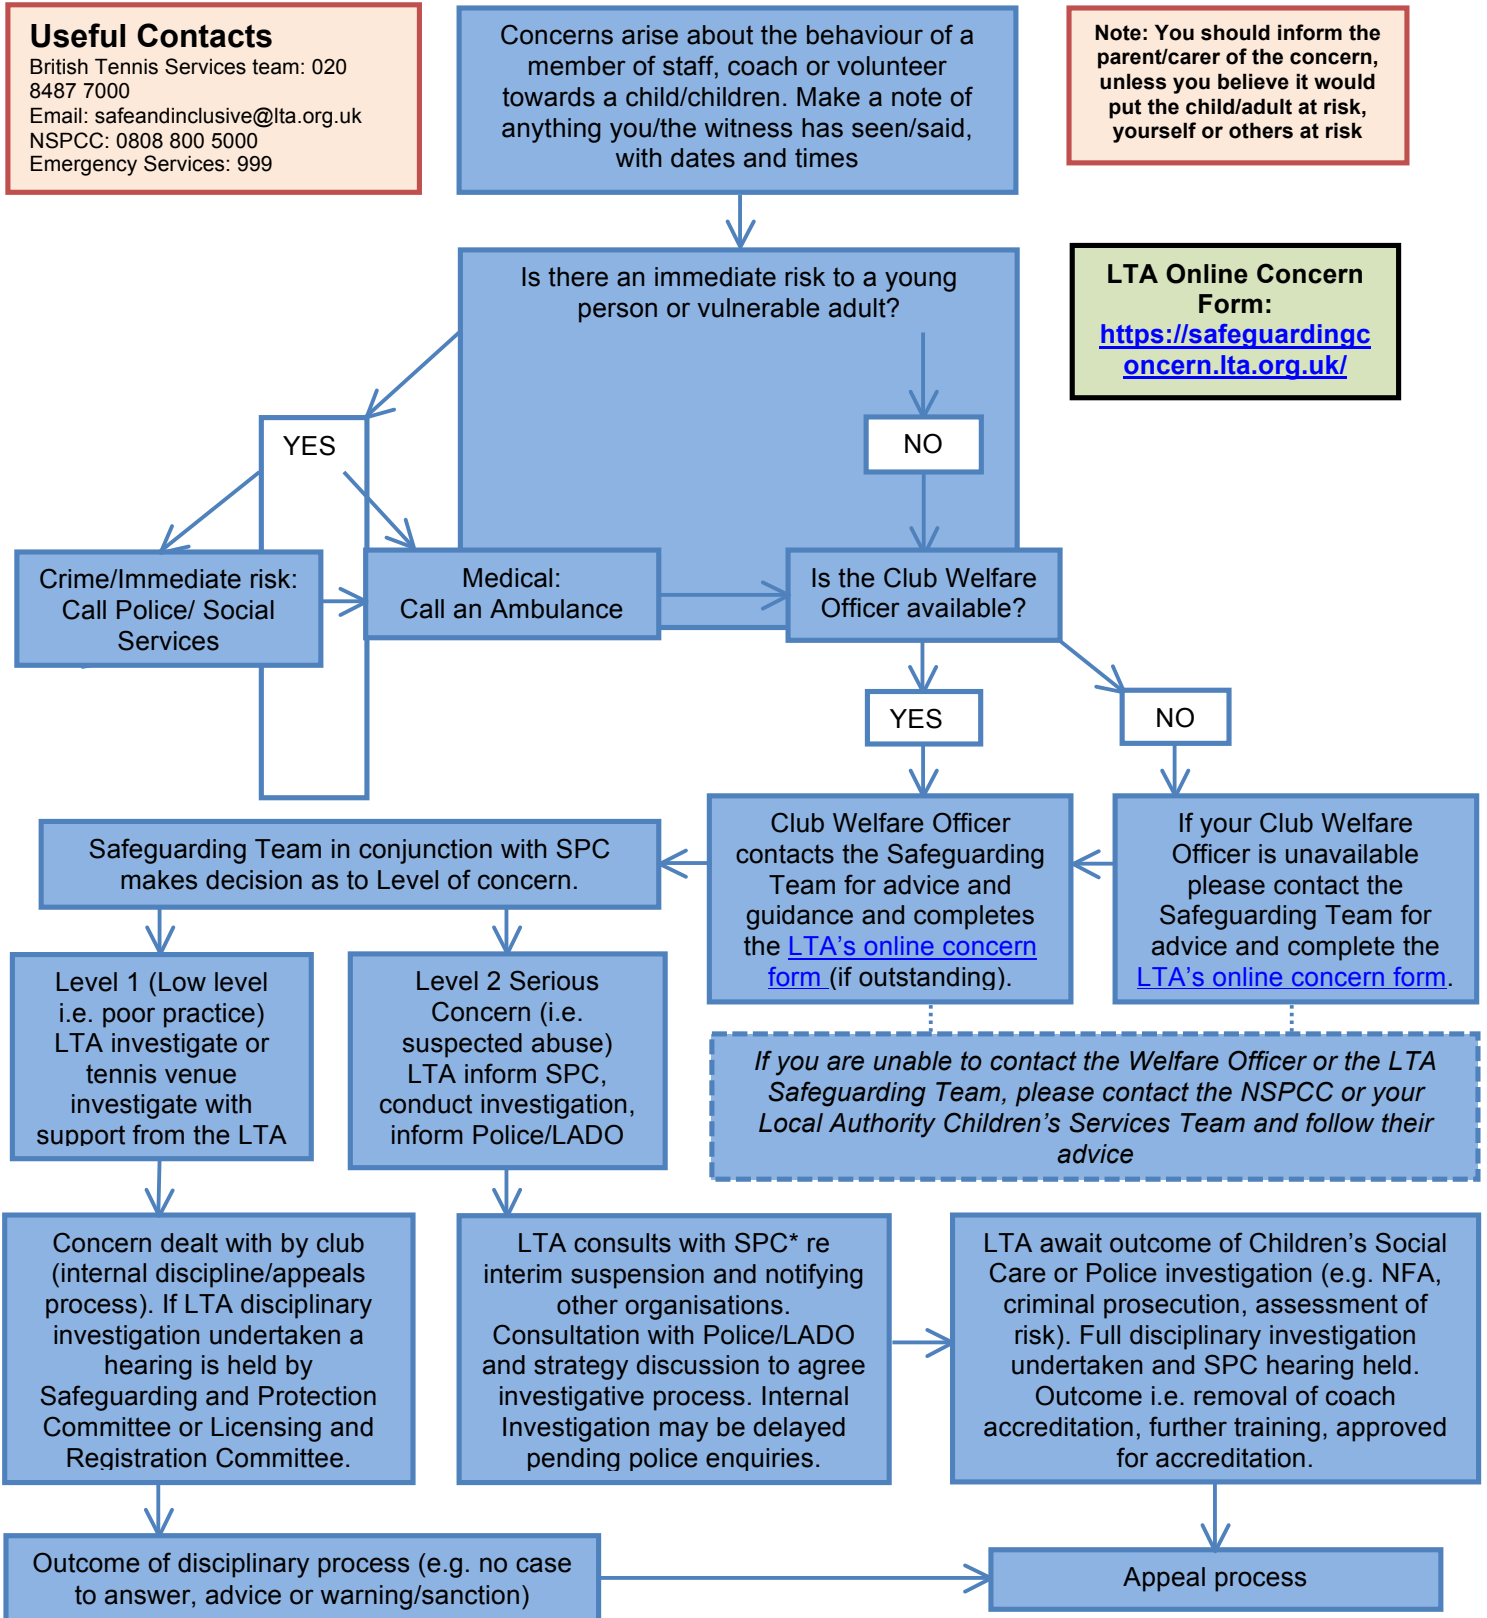 Useful Contacts
British Tennis Services team: 020
8487 7000
Email: safeandinclusive@lta.org.uk
NSPCC: 0808 800 5000
Emergency Services: 999
Concerns arise about the behaviour of a
member of staff, coach or volunteer
towards a child/children. Make a note of
anything you/the witness has seen/said,
with dates and times
Note: You should inform the
parent/carer of the concern,
unless you believe it would
put the child/adult at risk,
yourself or others at risk
Is there an immediate risk to a young
person or vulnerable adult?
LTA Online Concern
Form:
https://safeguardingc
oncern.lta.org.uk/
YES
NO
Crime/Immediate risk:
Call Police/ Social
Services
Medical:
Call an Ambulance
Is the Club Welfare
Officer available?
YES
NO
Club Welfare Officer
contacts the Safeguarding
Team for advice and
guidance and completes
the LTA's online concern
form (if outstanding).
If your Club Welfare
Officer is unavailable
please contact the
Safeguarding Team for
advice and complete the
LTA's online concern form.
Safeguarding Team in conjunction with SPC
makes decision as to Level of concern.
Level 1 (Low level
i.e. poor practice)
LTA investigate or
tennis venue
investigate with
support from the LTA
Level 2 Serious
Concern (i.e.
suspected abuse)
LTA inform SPC,
conduct investigation,
inform Police/LADO
If you are unable to contact the Welfare Officer or the LTA
Safeguarding Team, please contact the NSPCC or your
Local Authority Children's Services Team and follow their
advice
Concern dealt with by club
(internal discipline/appeals
process). If LTA disciplinary
investigation undertaken a
hearing is held by
Safeguarding and Protection
Committee or Licensing and
Registration Committee.
LTA consults with SPC* re
interim suspension and notifying
other organisations.
Consultation with Police/LADO
and strategy discussion to agree
investigative process. Internal
Investigation may be delayed
pending police enquiries.
LTA await outcome of Children's Social
Care or Police investigation (e.g. NFA,
criminal prosecution, assessment of
risk). Full disciplinary investigation
undertaken and SPC hearing held.
Outcome i.e. removal of coach
accreditation, further training, approved
for accreditation.
Outcome of disciplinary process (e.g. no case
to answer, advice or warning/sanction)
Appeal process